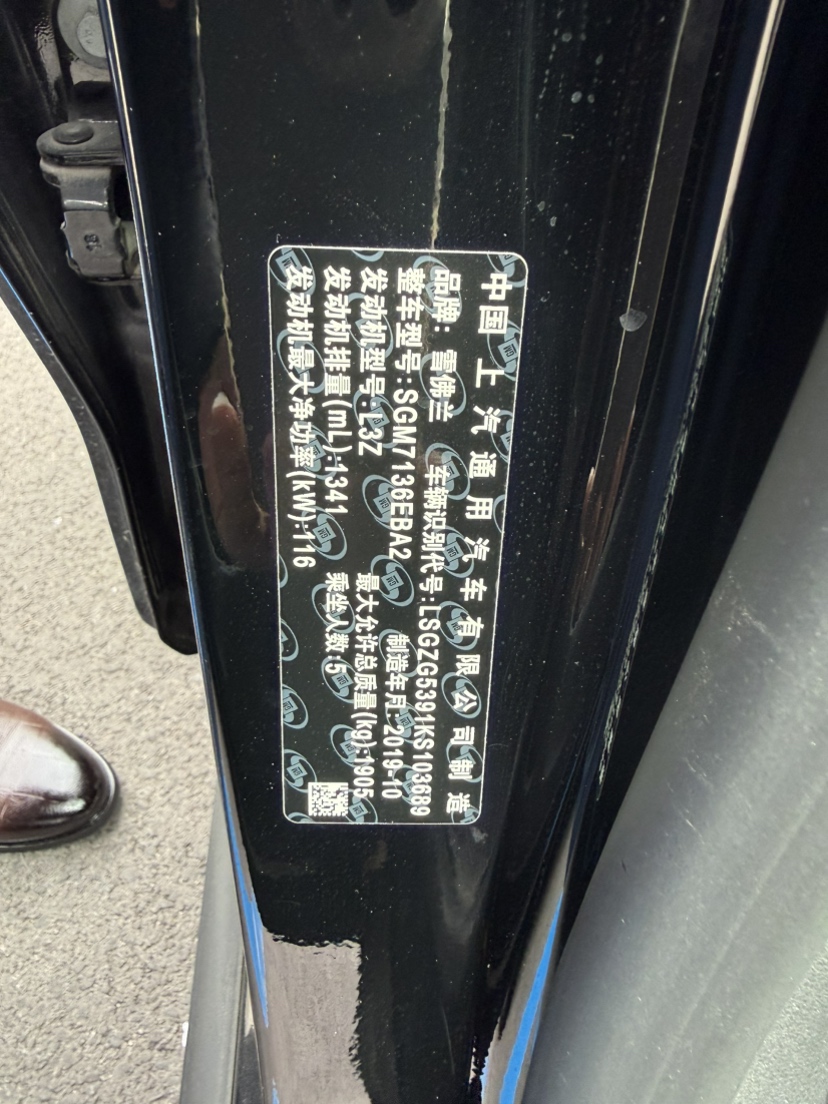 中国上汽通用汽车有限公司制造
品牌: 雪佛兰 车辆识别代号:LSGZG5391KS103689
整车型号:SGM7136EBA2 制造年月:2019-10
发动机型号:L3Z 最大允许总质量(kg):1905
发动机排量(mL):1341 乘坐人数:5
发动机最大净功率(kW):116